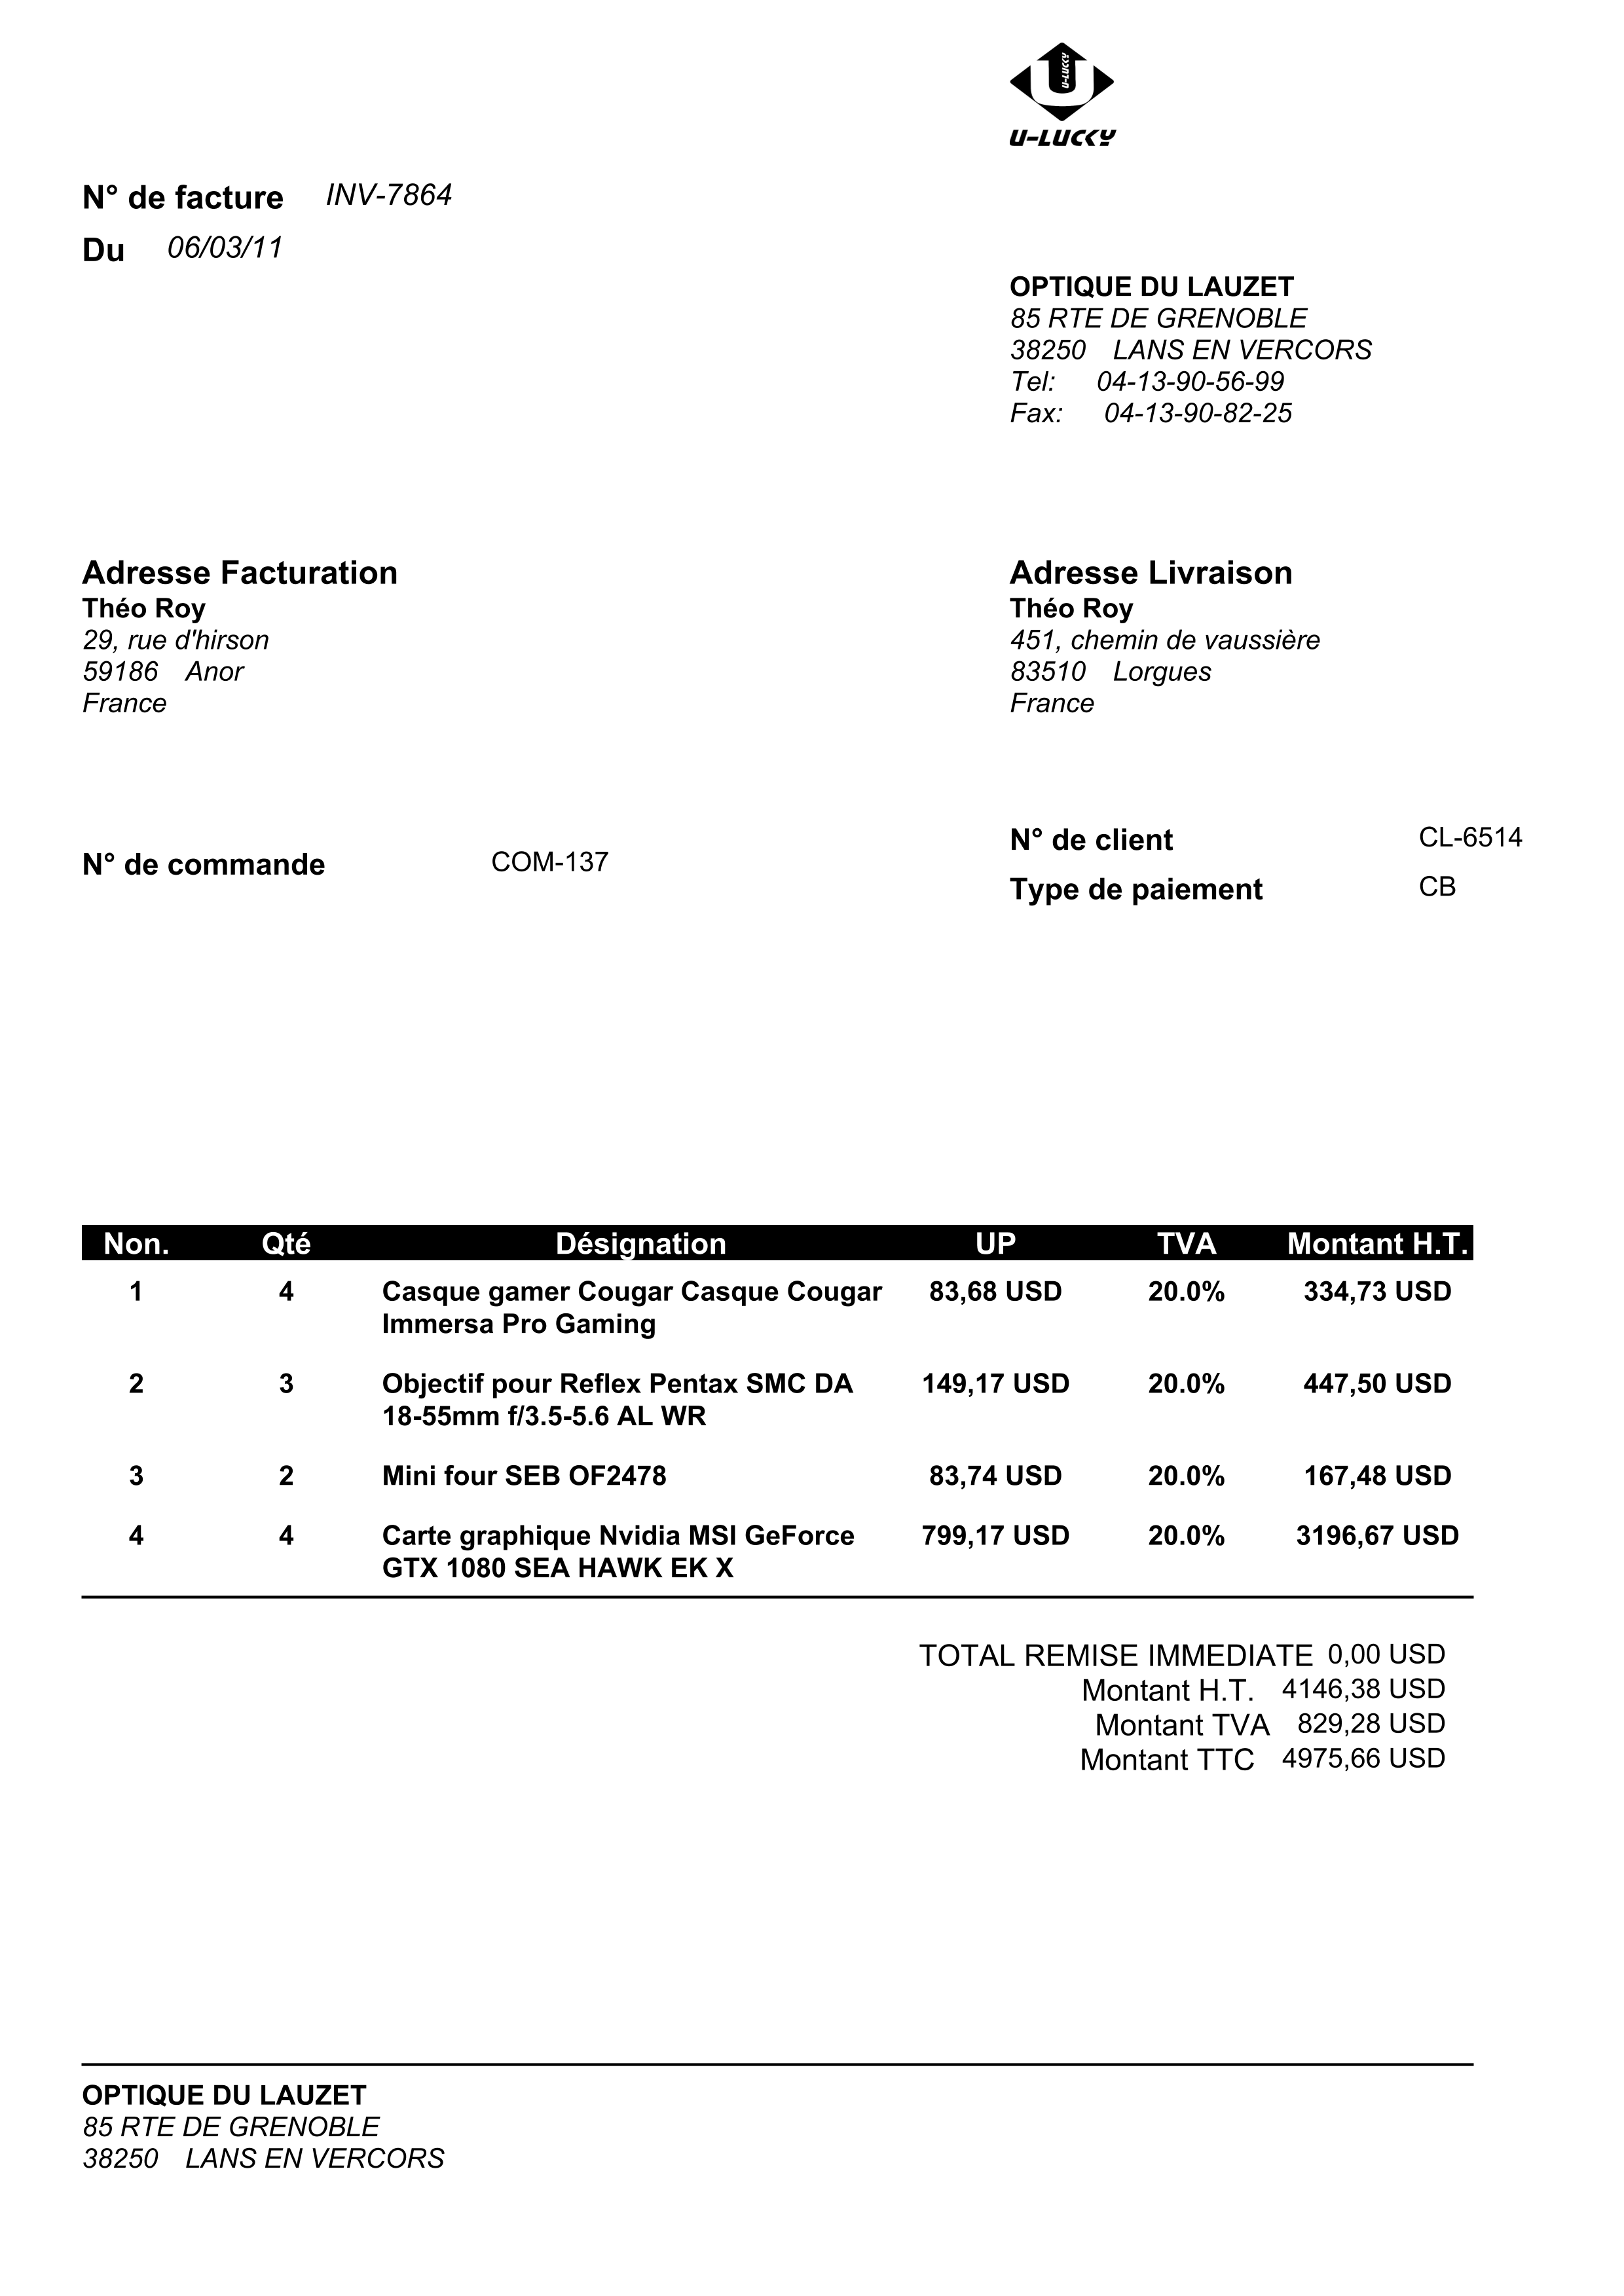 U-LUCKY
U-LUCKY
N° de facture INV-7864
Du 06/03/11
OPTIQUE DU LAUZET
85 RTE DE GRENOBLE
38250 LANS EN VERCORS
Tel: 04-13-90-56-99
Fax: 04-13-90-82-25
Adresse Facturation
Théo Roy
29, rue d'hirson
59186 Anor
France
Adresse Livraison
Théo Roy
451, chemin de vaussière
83510 Lorgues
France
N° de commande COM-137
N° de client CL-6514
Type de paiement CB
Non. Qté Désignation UP TVA Montant H.T.
1 4 Casque gamer Cougar Casque Cougar 83,68 USD 20.0% 334,73 USD
Immersa Pro Gaming
2 3 Objectif pour Reflex Pentax SMC DA 149,17 USD 20.0% 447,50 USD
18-55mm f/3.5-5.6 AL WR
3 2 Mini four SEB OF2478 83,74 USD 20.0% 167,48 USD
4 4 Carte graphique Nvidia MSI GeForce 799,17 USD 20.0% 3196,67 USD
GTX 1080 SEA HAWK EK X
TOTAL REMISE IMMEDIATE 0,00 USD
Montant H.T. 4146,38 USD
Montant TVA 829,28 USD
Montant TTC 4975,66 USD
OPTIQUE DU LAUZET
85 RTE DE GRENOBLE
38250 LANS EN VERCORS